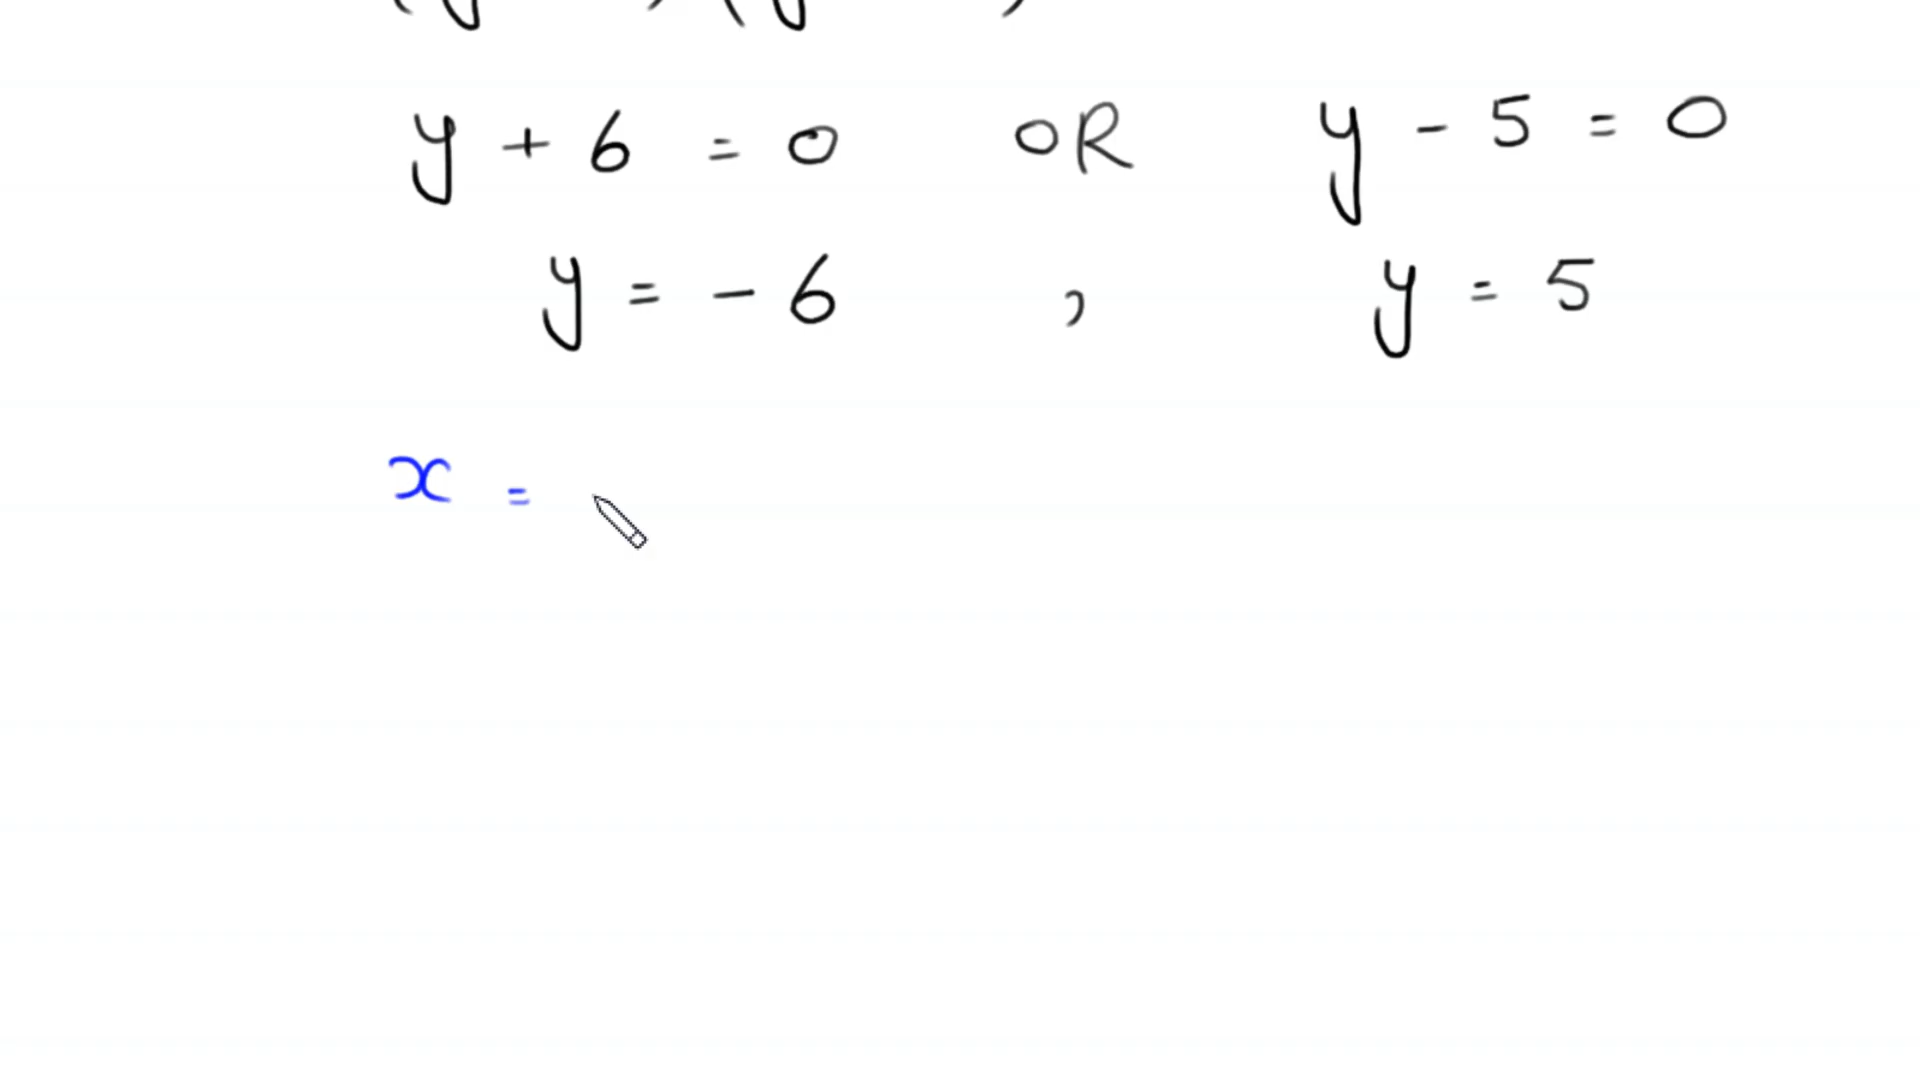 y + 6 = 0 OR y - 5 = 0
y = - 6 , y = 5
x =